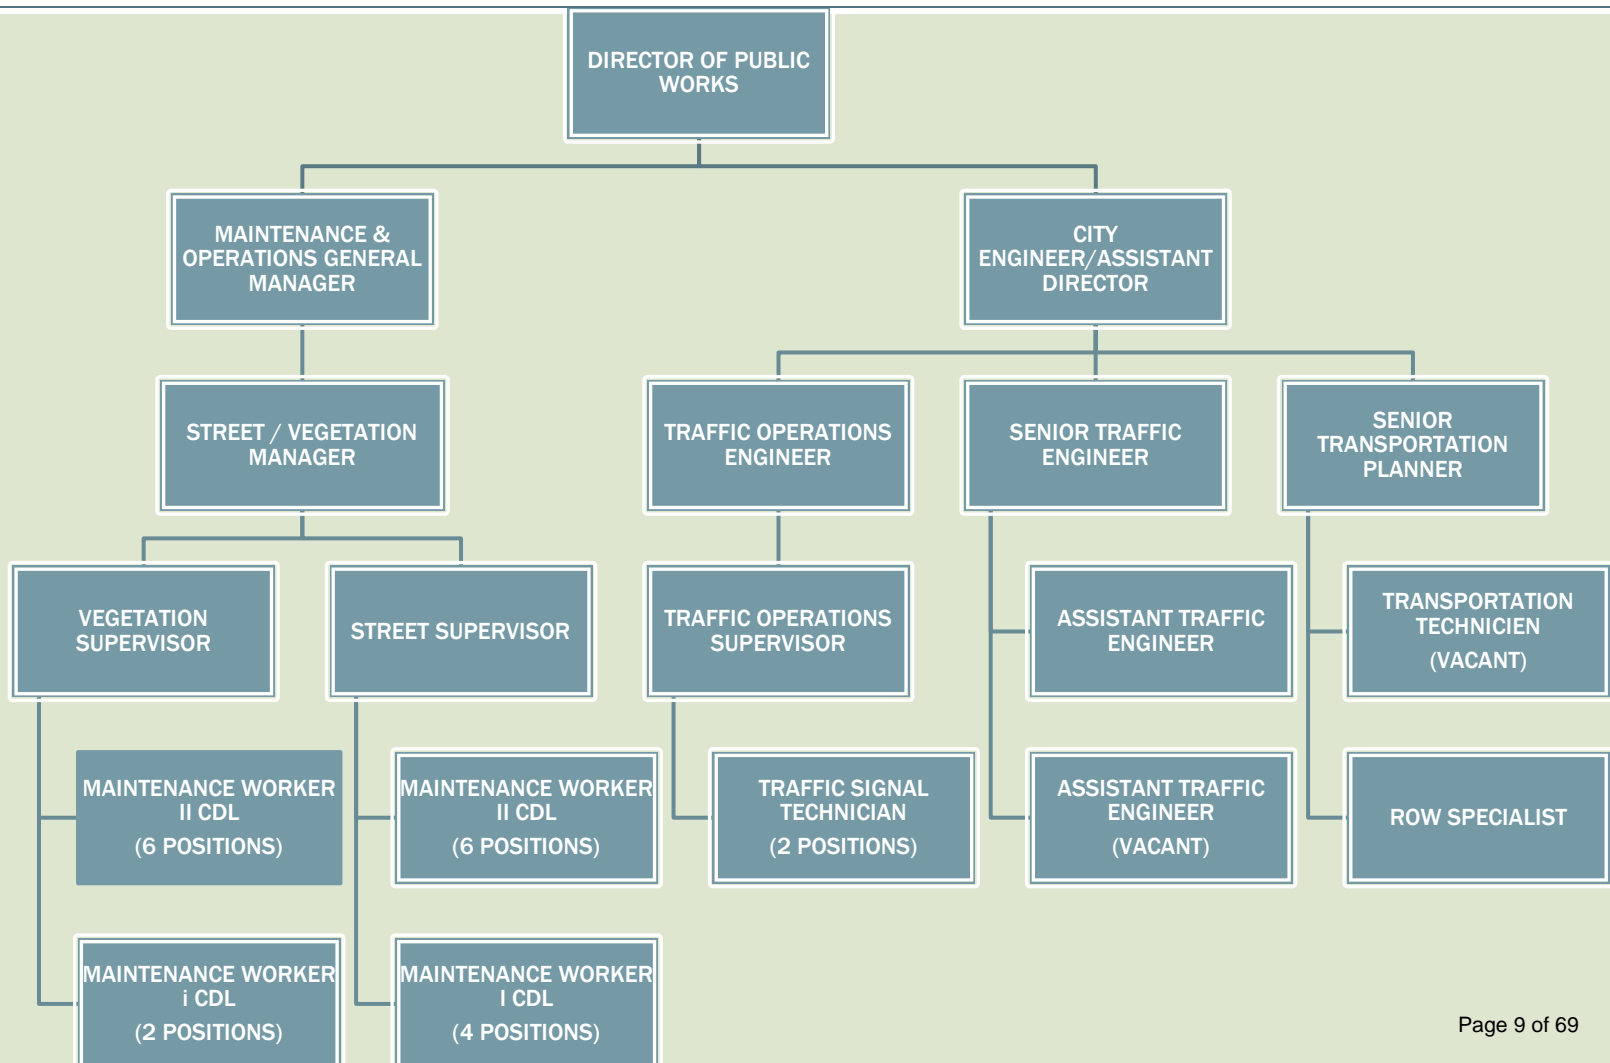 DIRECTOR OF PUBLIC
WORKS
MAINTENANCE &
OPERATIONS GENERAL
MANAGER
CITY
ENGINEER/ASSISTANT
DIRECTOR
STREET / VEGETATION
MANAGER
TRAFFIC OPERATIONS
ENGINEER
SENIOR TRAFFIC
ENGINEER
SENIOR
TRANSPORTATION
PLANNER
VEGETATION
SUPERVISOR
STREET SUPERVISOR
TRAFFIC OPERATIONS
SUPERVISOR
ASSISTANT TRAFFIC
ENGINEER
TRANSPORTATION
TECHNICIEN
(VACANT)
MAINTENANCE WORKER
II CDL
(6 POSITIONS)
MAINTENANCE WORKER
II CDL
(6 POSITIONS)
TRAFFIC SIGNAL
TECHNICIAN
(2 POSITIONS)
ASSISTANT TRAFFIC
ENGINEER
(VACANT)
ROW SPECIALIST
MAINTENANCE WORKER
i CDL
(2 POSITIONS)
MAINTENANCE WORKER
I CDL
(4 POSITIONS)
Page 9 of 69